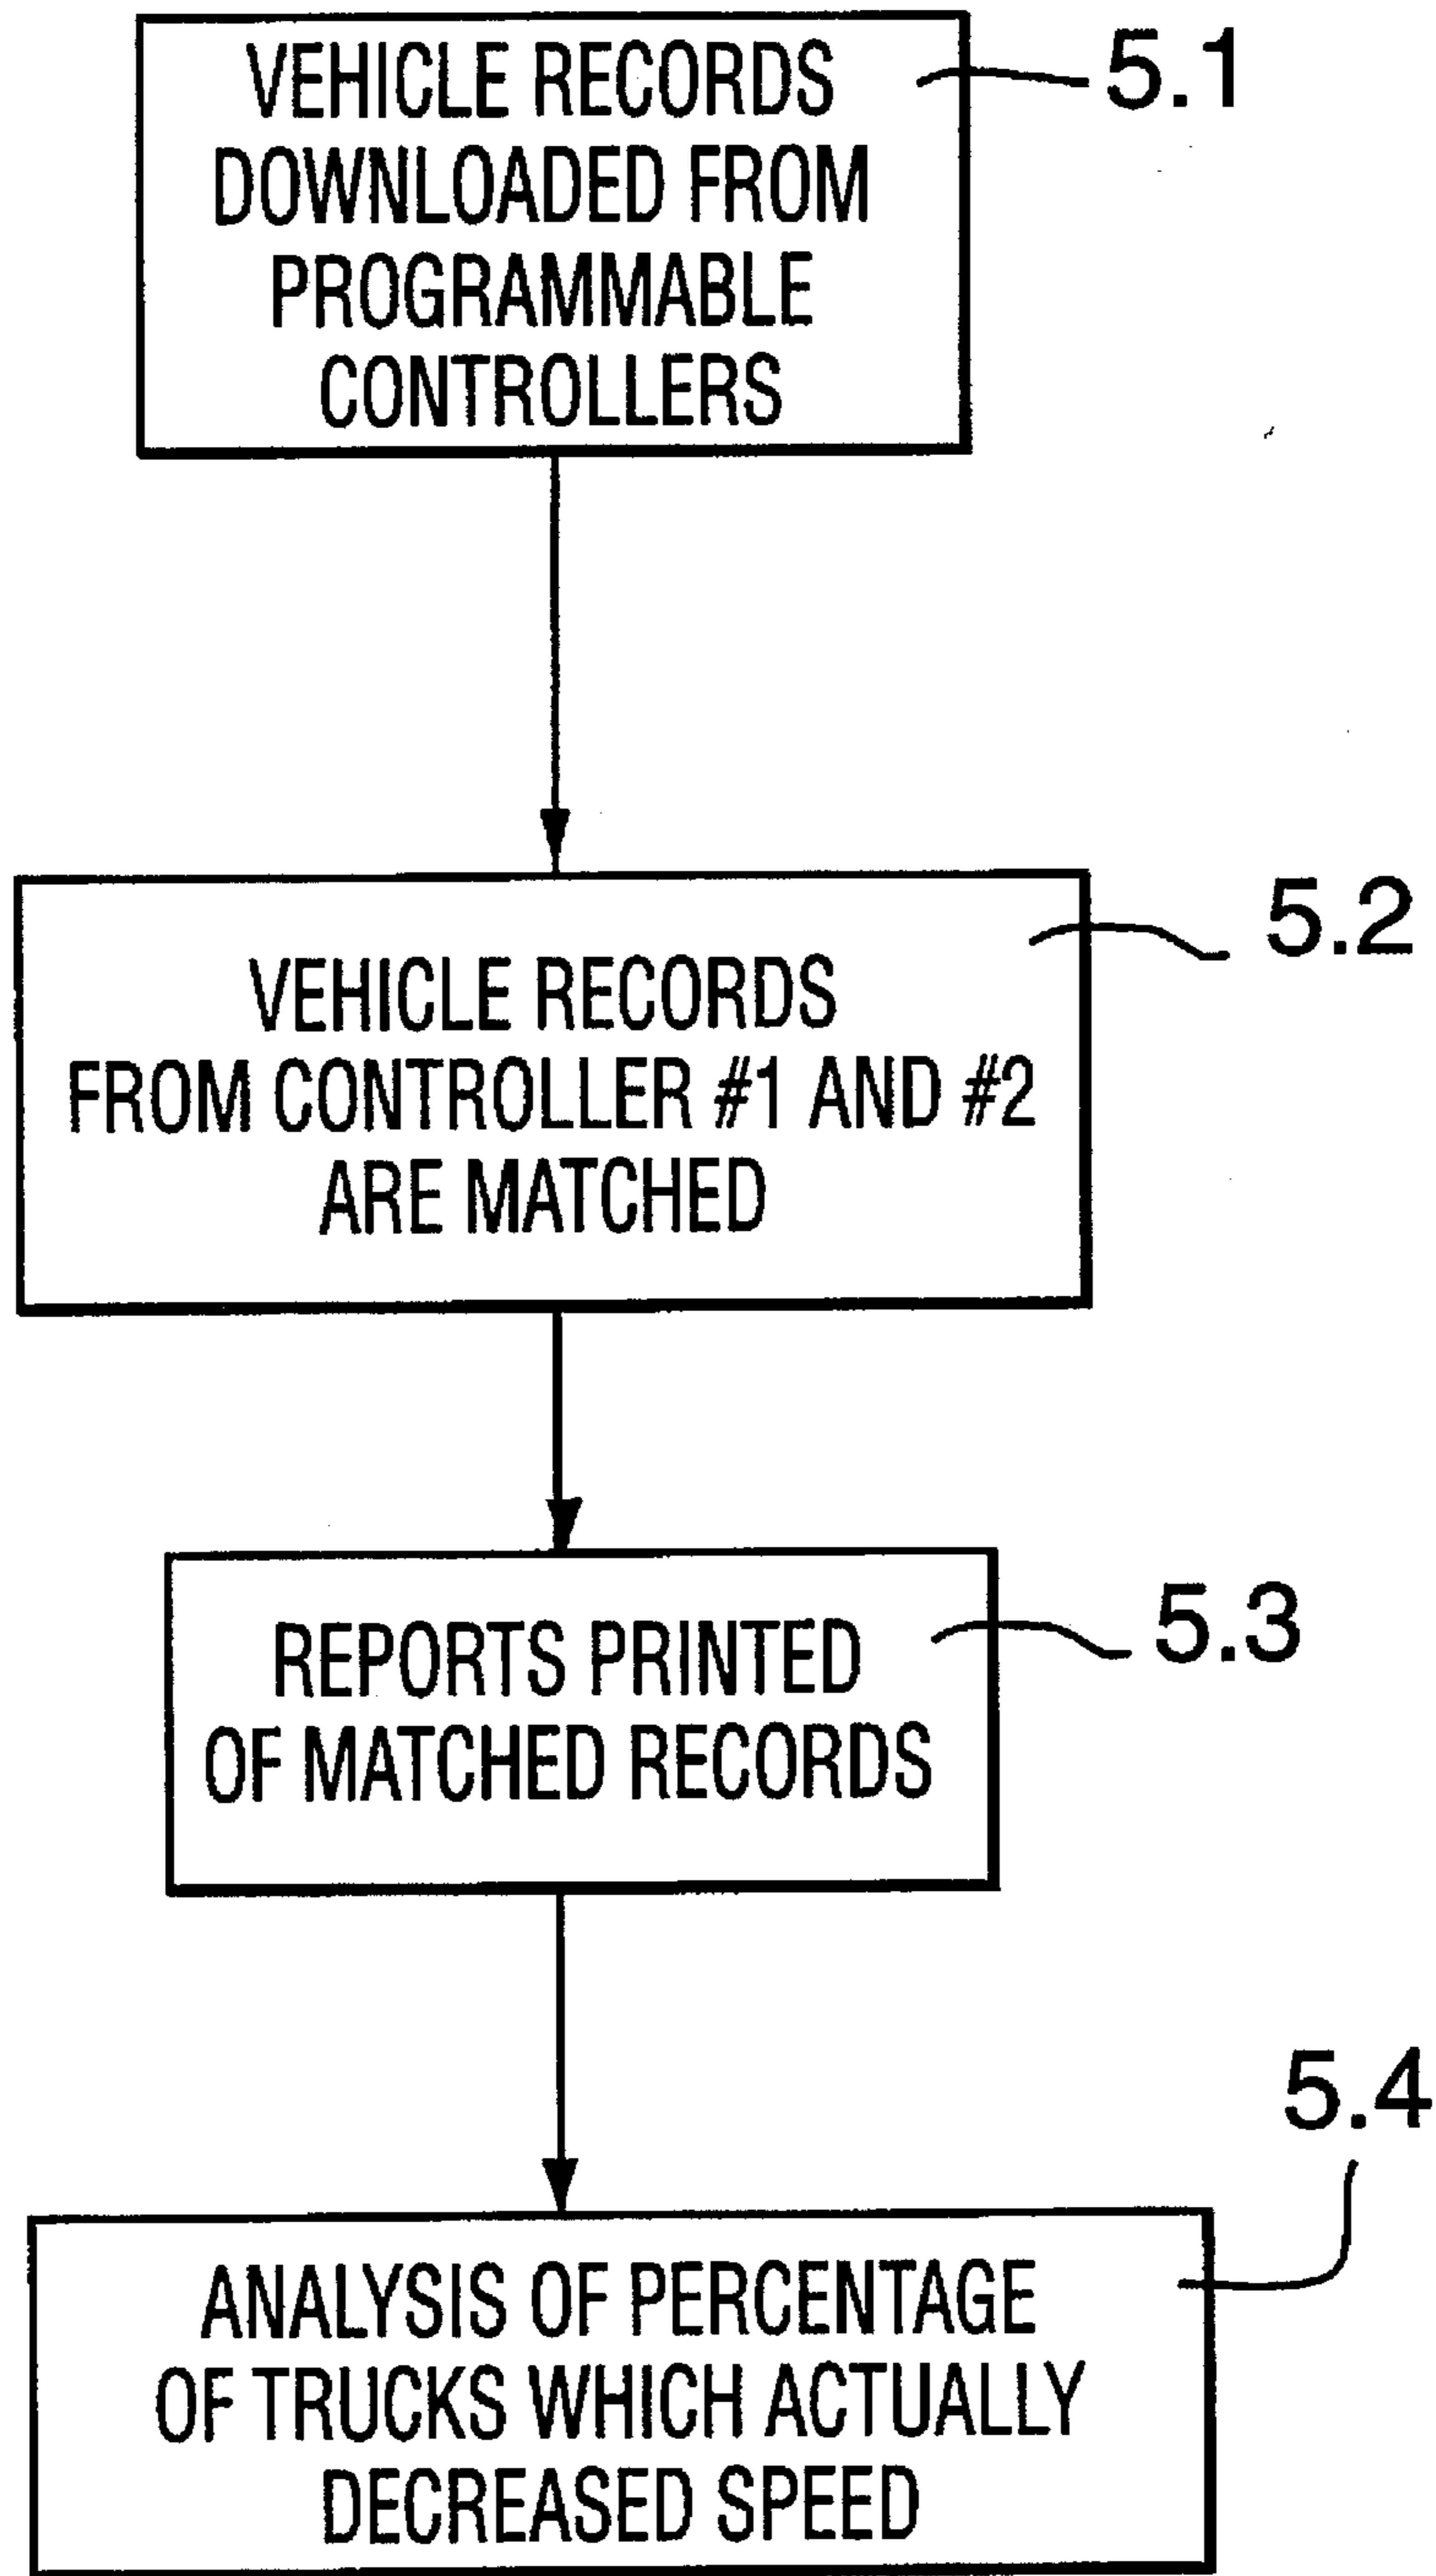 VEHICLE RECORDS
DOWNLOADED FROM
PROGRAMMABLE
CONTROLLERS
5.1
VEHICLE RECORDS
FROM CONTROLLER #1 AND #2
ARE MATCHED
5.2
REPORTS PRINTED
OF MATCHED RECORDS
5.3
ANALYSIS OF PERCENTAGE
OF TRUCKS WHICH ACTUALLY
DECREASED SPEED
5.4